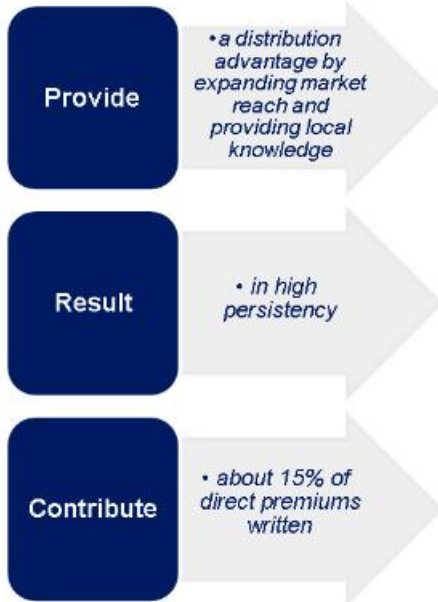 Provide
• a distribution
advantage by
expanding market
reach and
providing local
knowledge
Result
• in high
persistency
Contribute
• about 15% of
direct premiums
written